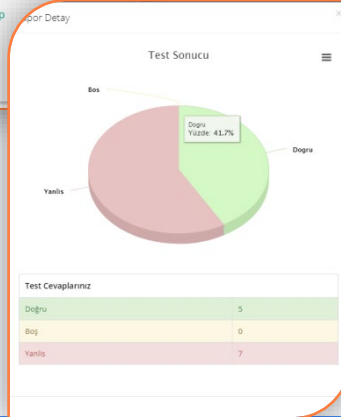 por Detay
Test Sonucu
Bos
Dogru
Yüzde: 41.7%
Dogru
Yanlis
Test Cevaplarınız
Doğru 5
Boş 0
Yanlis 7